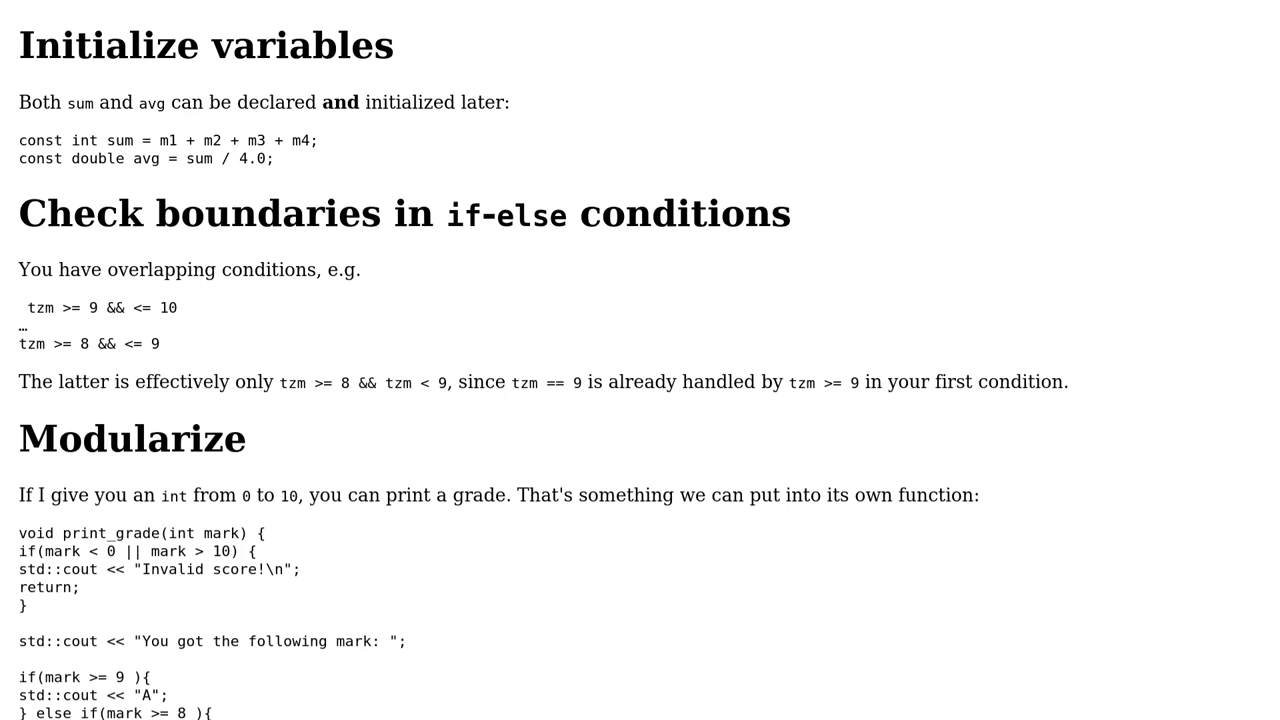 Initialize variables
Both sum and avg can be declared and initialized later:
const int sum = m1 + m2 + m3 + m4;
const double avg = sum / 4.0;
Check boundaries in if-else conditions
You have overlapping conditions, e.g.
 tzm >= 9 && <= 10
…
tzm >= 8 && <= 9
The latter is effectively only tzm >= 8 && tzm < 9, since tzm == 9 is already handled by tzm >= 9 in your first condition.
Modularize
If I give you an int from 0 to 10, you can print a grade. That's something we can put into its own function:
void print_grade(int mark) {
if(mark < 0 || mark > 10) {
std::cout << "Invalid score!\n";
return;
}
std::cout << "You got the following mark: ";
if(mark >= 9 ){
std::cout << "A";
} else if(mark >= 8 ){